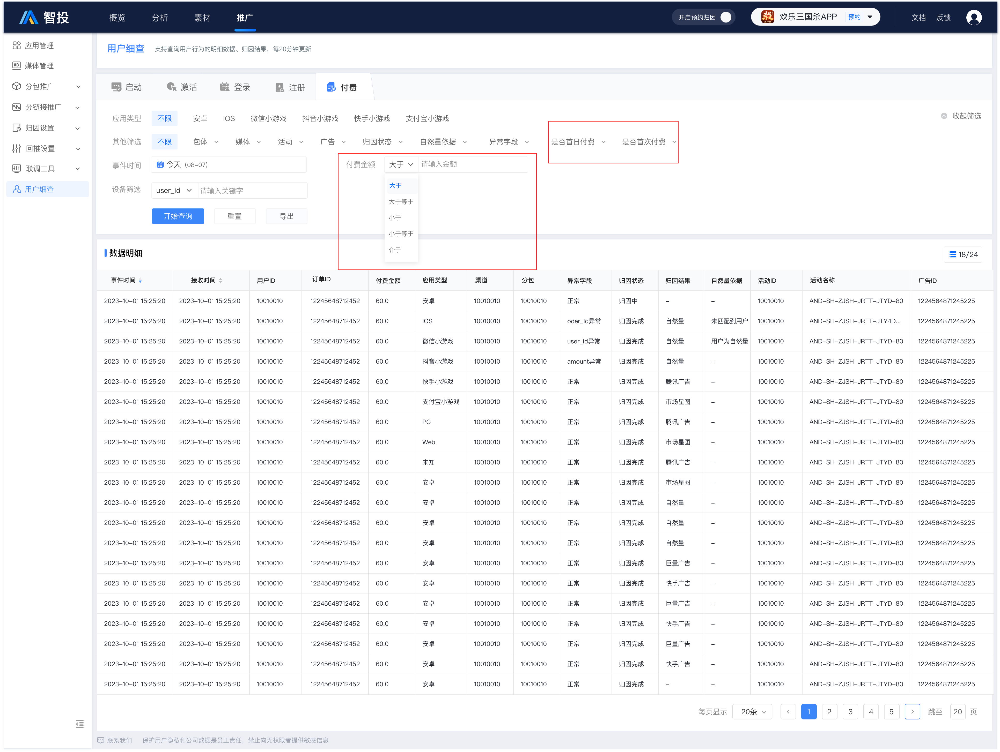 智投 概览 分析 素材 推广 开启预约归因 欢乐三国杀APP 预约 文档 反馈
应用管理
媒体管理
分包推广
分链接推广
归因设置
回推设置
联调工具
用户细查
用户细查 支持查询用户行为的明细数据、归因结果，每20分钟更新
启动 激活 登录 注册 付费
应用类型 不限 安卓 IOS 微信小游戏 抖音小游戏 快手小游戏 支付宝小游戏 收起筛选
其他筛选 不限 包体 媒体 活动 广告 归因状态 自然量依据 异常字段 是否首日付费 是否首次付费
事件时间 今天 (08-07) 付费金额 大于 请输入金额
设备筛选 user_id 请输入关键字
大于
大于等于
小于
小于等于
介于
开始查询 重置 导出
数据明细 18/24
事件时间 接收时间 用户ID 订单ID 付费金额 应用类型 渠道 分包 异常字段 归因状态 归因结果 自然量依据 活动ID 活动名称 广告ID
2023-10-01 15:25:20 2023-10-01 15:25:20 10010010 12245648712452 60.0 安卓 10010010 10010010 正常 归因中 - - 10010010 AND-SH-ZJSH-JRTT-JTYD-80 1224564871245225
2023-10-01 15:25:20 2023-10-01 15:25:20 10010010 12245648712452 60.0 IOS 10010010 10010010 oder_id异常 归因完成 自然量 未匹配到用户 10010010 AND-SH-ZJSH-JRTT-JTY4D... 1224564871245225
2023-10-01 15:25:20 2023-10-01 15:25:20 10010010 12245648712452 60.0 微信小游戏 10010010 10010010 user_id异常 归因完成 自然量 用户为自然量 10010010 AND-SH-ZJSH-JRTT-JTYD-80 1224564871245225
2023-10-01 15:25:20 2023-10-01 15:25:20 10010010 12245648712452 60.0 抖音小游戏 10010010 10010010 amount异常 归因完成 自然量 - 10010010 AND-SH-ZJSH-JRTT-JTYD-80 1224564871245225
2023-10-01 15:25:20 2023-10-01 15:25:20 10010010 12245648712452 60.0 快手小游戏 10010010 10010010 正常 归因完成 腾讯广告 - 10010010 AND-SH-ZJSH-JRTT-JTYD-80 1224564871245225
2023-10-01 15:25:20 2023-10-01 15:25:20 10010010 12245648712452 60.0 支付宝小游戏 10010010 10010010 正常 归因完成 市场星图 - 10010010 AND-SH-ZJSH-JRTT-JTYD-80 1224564871245225
2023-10-01 15:25:20 2023-10-01 15:25:20 10010010 12245648712452 60.0 PC 10010010 10010010 正常 归因完成 腾讯广告 - 10010010 AND-SH-ZJSH-JRTT-JTYD-80 1224564871245225
2023-10-01 15:25:20 2023-10-01 15:25:20 10010010 12245648712452 60.0 Web 10010010 10010010 正常 归因完成 市场星图 - 10010010 AND-SH-ZJSH-JRTT-JTYD-80 1224564871245225
2023-10-01 15:25:20 2023-10-01 15:25:20 10010010 12245648712452 60.0 未知 10010010 10010010 正常 归因完成 腾讯广告 - 10010010 AND-SH-ZJSH-JRTT-JTYD-80 1224564871245225
2023-10-01 15:25:20 2023-10-01 15:25:20 10010010 12245648712452 60.0 安卓 10010010 10010010 正常 归因完成 市场星图 - 10010010 AND-SH-ZJSH-JRTT-JTYD-80 1224564871245225
2023-10-01 15:25:20 2023-10-01 15:25:20 10010010 12245648712452 60.0 安卓 10010010 10010010 正常 归因完成 自然量 - 10010010 AND-SH-ZJSH-JRTT-JTYD-80 1224564871245225
2023-10-01 15:25:20 2023-10-01 15:25:20 10010010 12245648712452 60.0 安卓 10010010 10010010 正常 归因完成 自然量 - 10010010 AND-SH-ZJSH-JRTT-JTYD-80 1224564871245225
2023-10-01 15:25:20 2023-10-01 15:25:20 10010010 12245648712452 60.0 安卓 10010010 10010010 正常 归因完成 自然量 - 10010010 AND-SH-ZJSH-JRTT-JTYD-80 1224564871245225
2023-10-01 15:25:20 2023-10-01 15:25:20 10010010 12245648712452 60.0 安卓 10010010 10010010 正常 归因完成 巨量广告 - 10010010 AND-SH-ZJSH-JRTT-JTYD-80 1224564871245225
2023-10-01 15:25:20 2023-10-01 15:25:20 10010010 12245648712452 60.0 安卓 10010010 10010010 正常 归因完成 快手广告 - 10010010 AND-SH-ZJSH-JRTT-JTYD-80 1224564871245225
2023-10-01 15:25:20 2023-10-01 15:25:20 10010010 12245648712452 60.0 安卓 10010010 10010010 正常 归因完成 巨量广告 - 10010010 AND-SH-ZJSH-JRTT-JTYD-80 1224564871245225
2023-10-01 15:25:20 2023-10-01 15:25:20 10010010 12245648712452 60.0 安卓 10010010 10010010 正常 归因完成 快手广告 - 10010010 AND-SH-ZJSH-JRTT-JTYD-80 1224564871245225
2023-10-01 15:25:20 2023-10-01 15:25:20 10010010 12245648712452 60.0 安卓 10010010 10010010 正常 归因完成 巨量广告 - 10010010 AND-SH-ZJSH-JRTT-JTYD-80 1224564871245225
2023-10-01 15:25:20 2023-10-01 15:25:20 10010010 12245648712452 60.0 安卓 10010010 10010010 正常 归因完成 快手广告 - 10010010 AND-SH-ZJSH-JRTT-JTYD-80 1224564871245225
2023-10-01 15:25:20 2023-10-01 15:25:20 10010010 12245648712452 60.0 安卓 10010010 10010010 正常 归因完成 - - 10010010 AND-SH-ZJSH-JRTT-JTYD-80 1224564871245225
每页显示 20条 1 2 3 4 5 跳至 20 页
联系我们 保护用户隐私和公司数据是员工责任，禁止向无权限者提供敏感信息